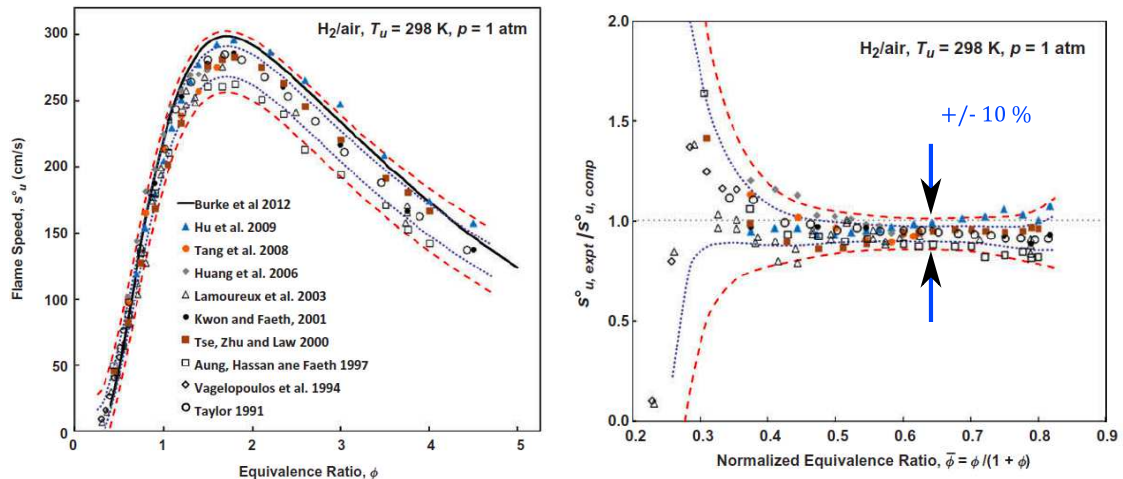 H2/air, Tu = 298 K, p = 1 atm
300
250
200
150
100
50
0
Flame Speed, s°u (cm/s)
Burke et al 2012
Hu et al. 2009
Tang et al. 2008
Huang et al. 2006
Lamoureux et al. 2003
Kwon and Faeth, 2001
Tse, Zhu and Law 2000
Aung, Hassan ane Faeth 1997
Vagelopoulos et al. 1994
Taylor 1991
0 1 2 3 4 5
Equivalence Ratio, ϕ
H2/air, Tu = 298 K, p = 1 atm
+/- 10 %
2.0
1.5
1.0
0.5
0.0
s°u, expt / s°u, comp
0.2 0.3 0.4 0.5 0.6 0.7 0.8 0.9
Normalized Equivalence Ratio, ϕ̅ = ϕ/(1 + ϕ)